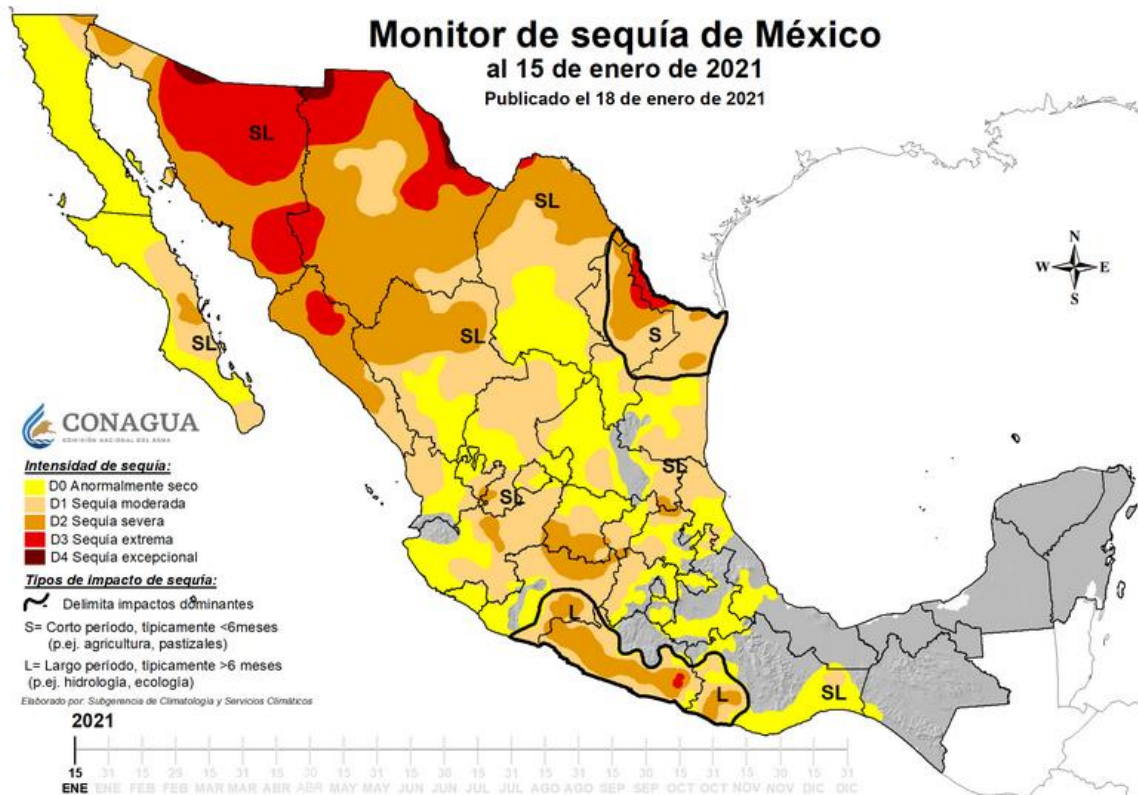 Monitor de sequía de México
al 15 de enero de 2021
Publicado el 18 de enero de 2021
SL
SL
N
W E
S
S
SL
SL
CONAGUA
COMISIÓN NACIONAL DEL AGUA
Intensidad de sequía:
D0 Anormalmente seco
D1 Sequía moderada
D2 Sequía severa
D3 Sequía extrema
D4 Sequía excepcional
SL
SL
Tipos de impacto de sequía:
Delimita impactos dominantes
S= Corto período, típicamente <6meses
(p.ej. agricultura, pastizales)
L= Largo período, típicamente >6 meses
(p.ej. hidrología, ecología)
L
L
SL
Elaborado por: Subgerencia de Climatología y Servicios Climáticos
2021
15 31 15 29 15 31 15 30 15 31 15 30 15 31 15 31 15 30 15 31 15 30 15 31
ENE ENE FEB FEB MAR MAR ABR ABR MAY MAY JUN JUN JUL JUL AGO AGO SEP SEP OCT OCT NOV NOV DIC DIC